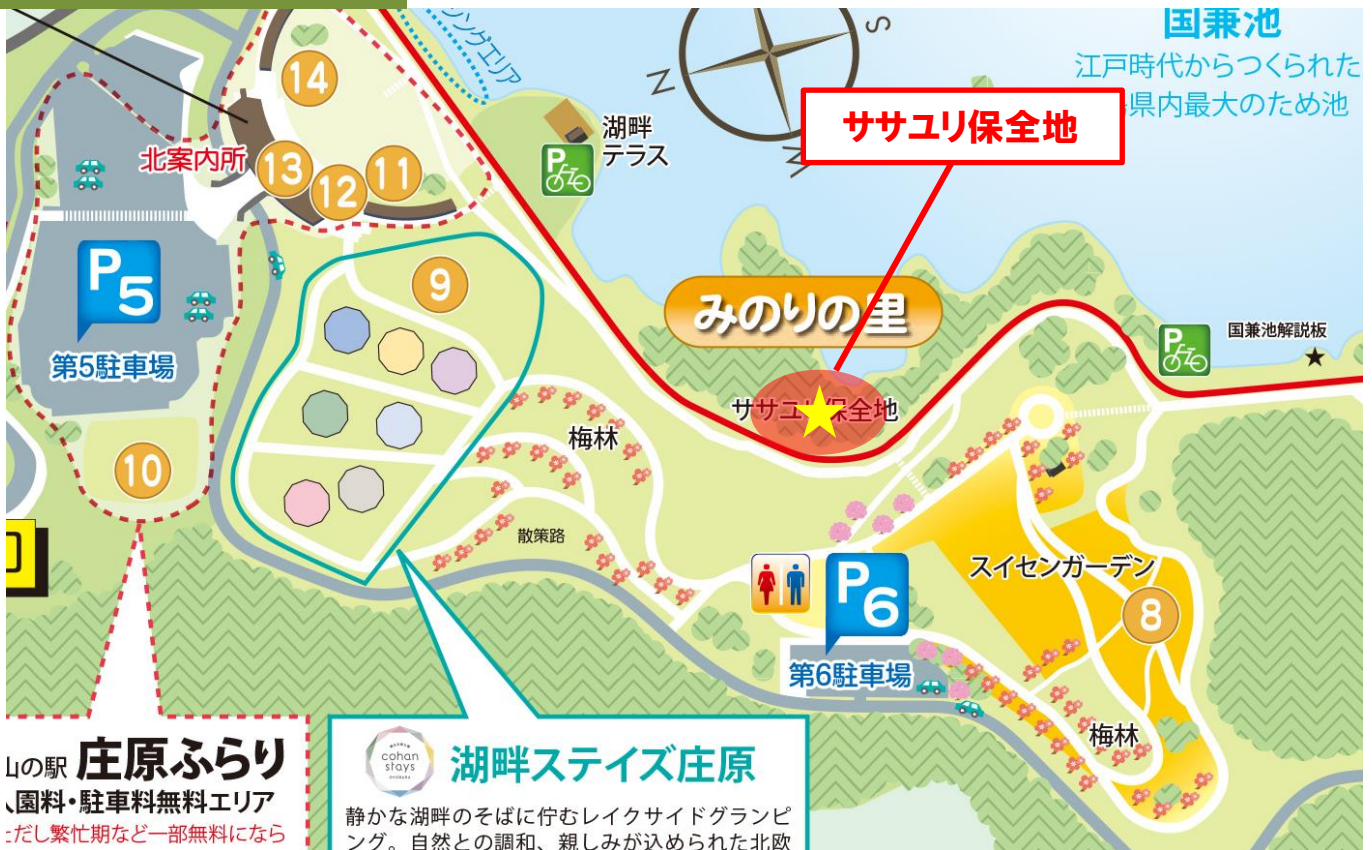 シングエリア
S
N
W
国兼池
江戸時代からつくられた
県内最大のため池
ササユリ保全地
14
湖畔
テラス
P
北案内所
13
12
11
P5
第5駐車場
9
みのりの里
P
国兼池解説板
★
ササユリ保全地
梅林
10
散策路
スイセンガーデン
P6
8
第6駐車場
梅林
山の駅 庄原ふらり
入園料・駐車料無料エリア
ただし繁忙期など一部無料になら
cohan
stays
湖畔ステイズ庄原
静かな湖畔のそばに佇むレイクサイドグランピ
ング。自然との調和、親しみが込められた北欧